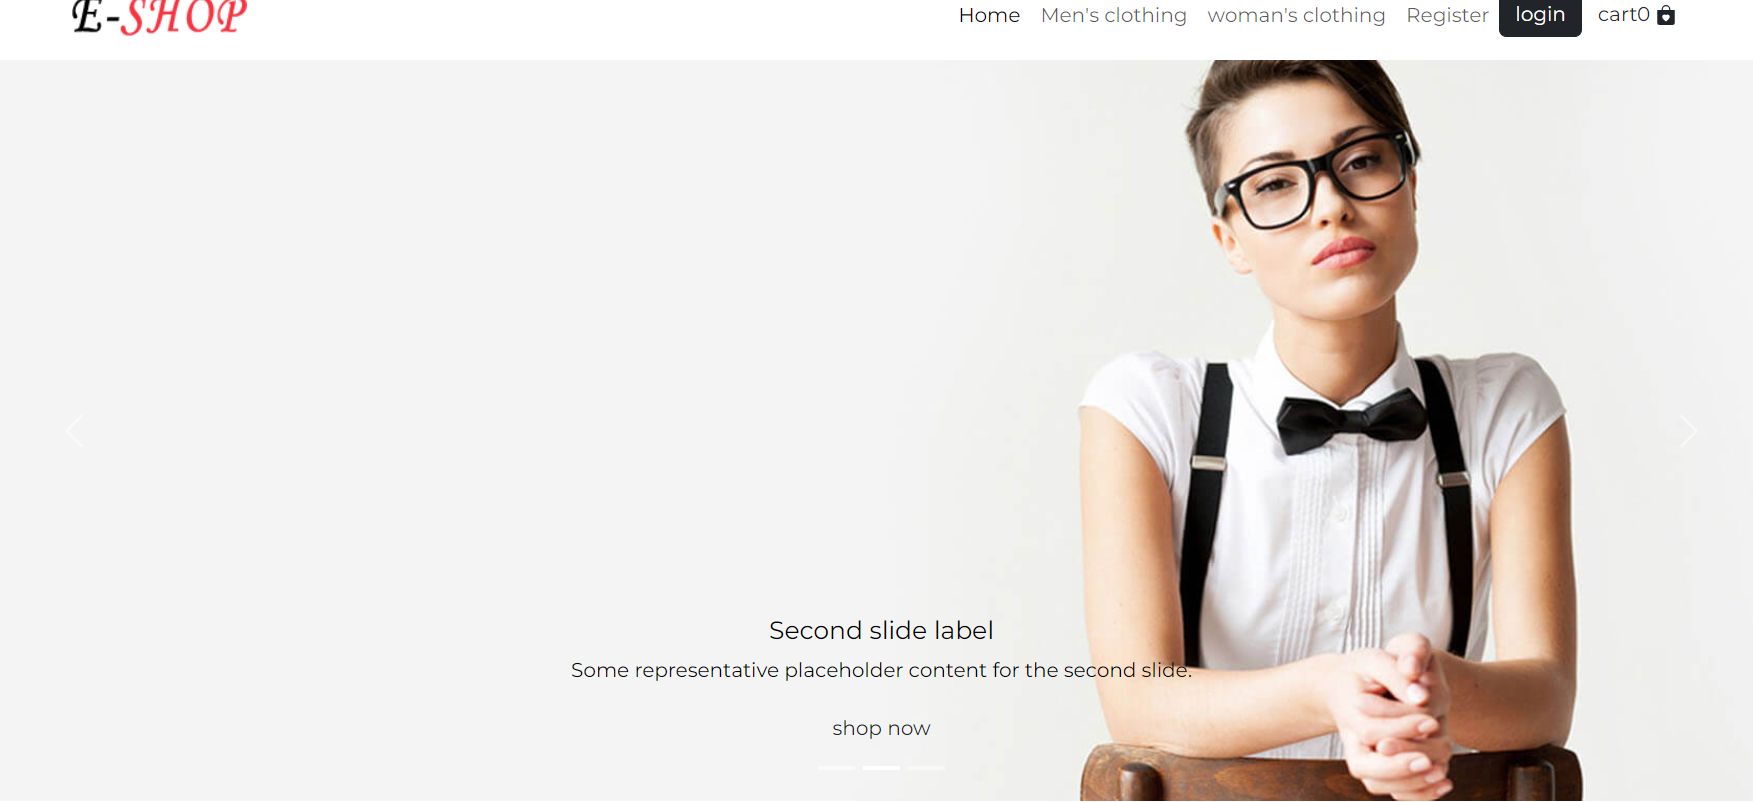 E-SHOP
Home Men's clothing woman's clothing Register login cart0
Second slide label
Some representative placeholder content for the second slide.
shop now